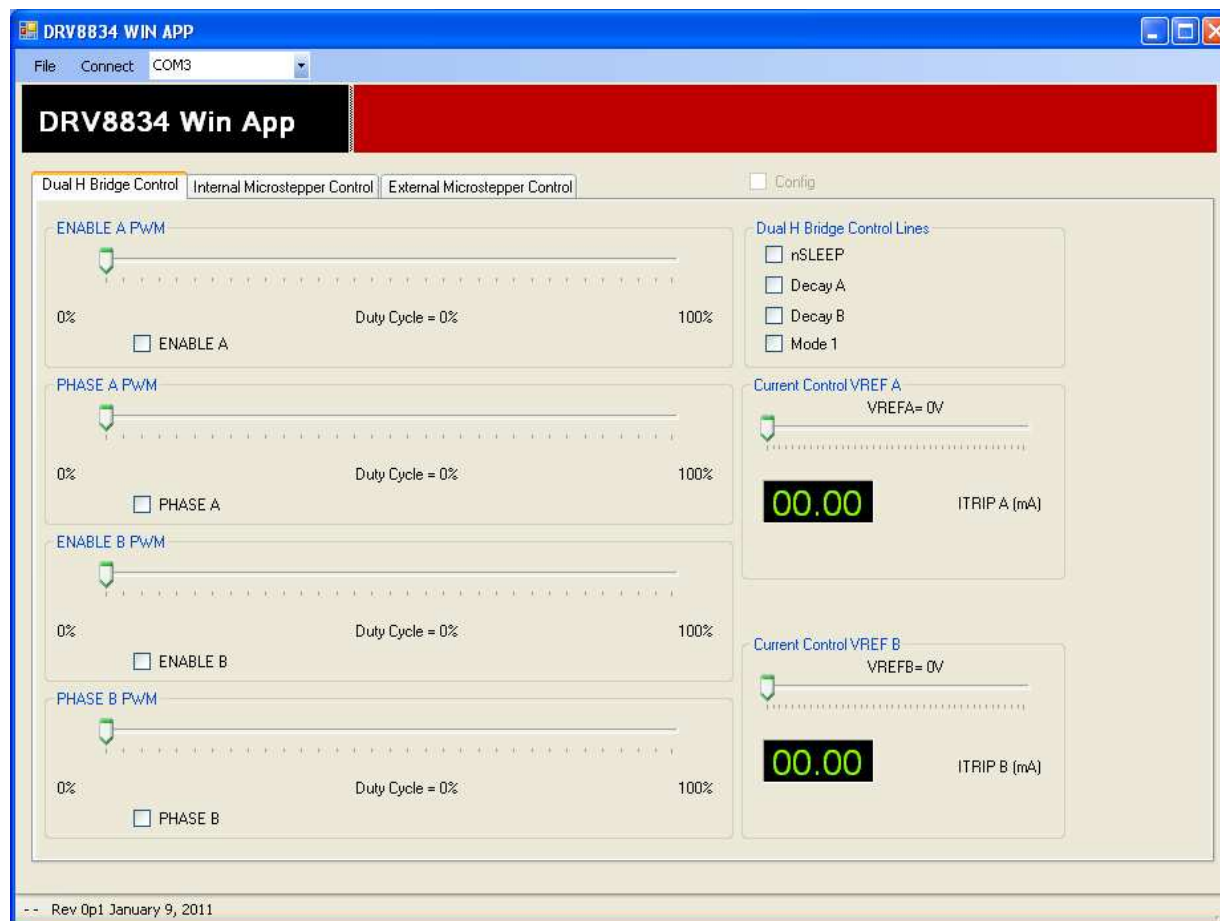 DRV8834 WIN APP
File Connect COM3
DRV8834 Win App
Dual H Bridge Control Internal Microstepper Control External Microstepper Control Config
ENABLE A PWM
0% Duty Cycle = 0% 100%
ENABLE A
PHASE A PWM
0% Duty Cycle = 0% 100%
PHASE A
ENABLE B PWM
0% Duty Cycle = 0% 100%
ENABLE B
PHASE B PWM
0% Duty Cycle = 0% 100%
PHASE B
Dual H Bridge Control Lines
nSLEEP
Decay A
Decay B
Mode 1
Current Control VREF A
VREFA= 0V
00.00 ITRIP A (mA)
Current Control VREF B
VREFB= 0V
00.00 ITRIP B (mA)
-- Rev 0p1 January 9, 2011